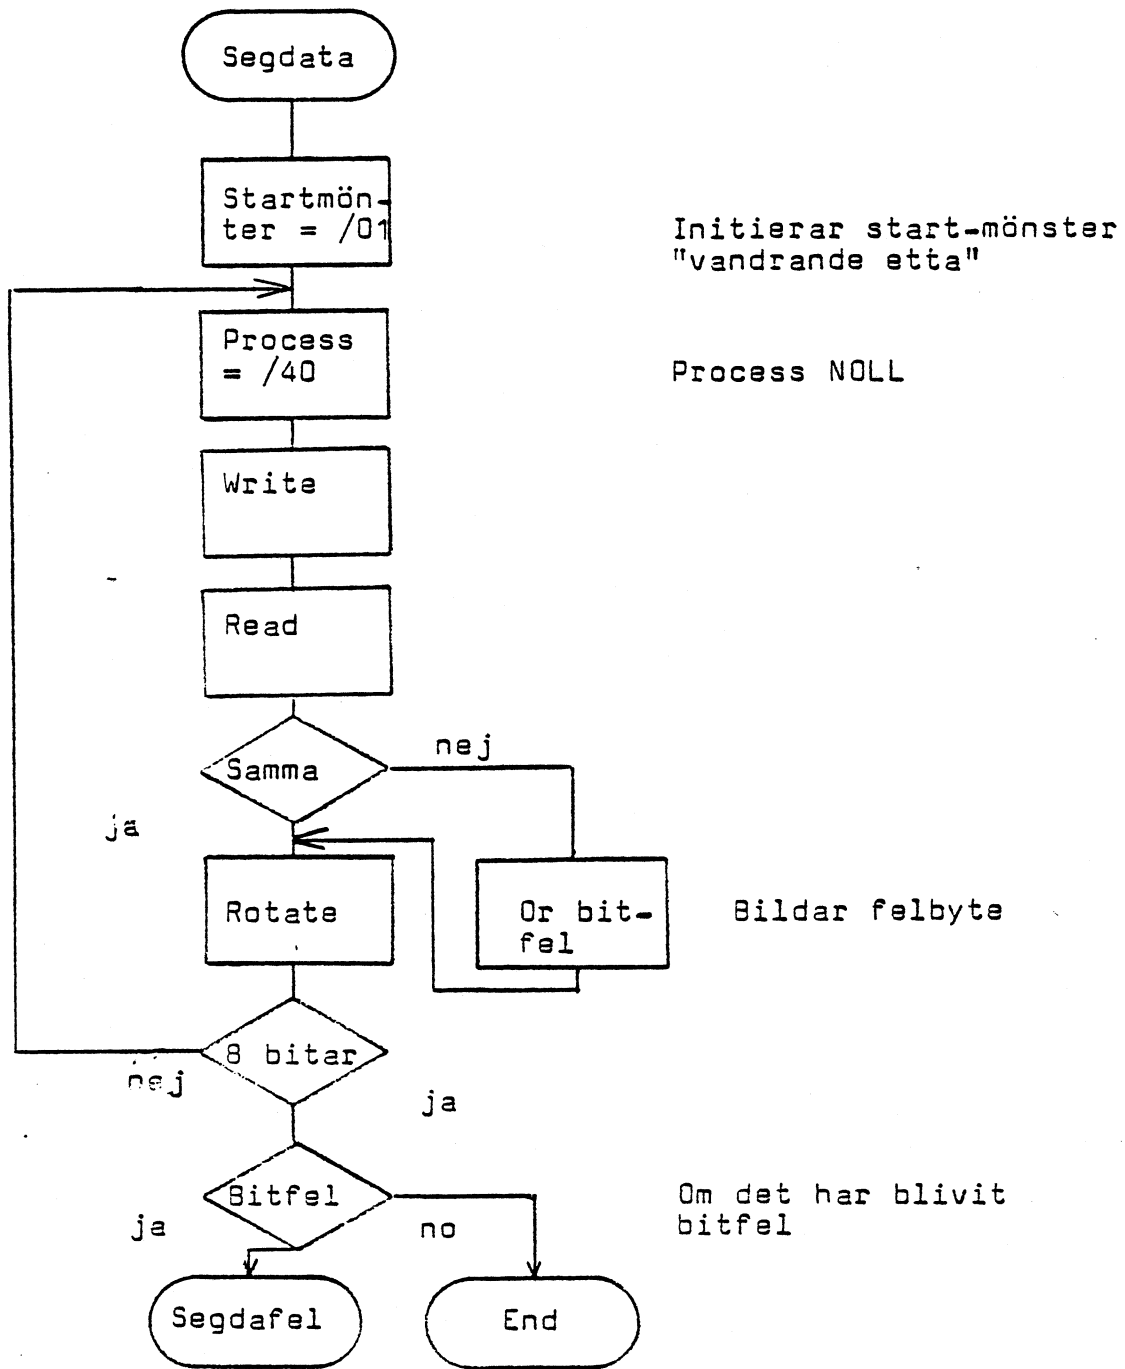 Segdata
Startmön-
ter = /01
Initierar start-mönster
"vandrande etta"
Process
= /40
Process NOLL
Write
Read
nej
Samma
ja
Rotate
Or bit-
fel
Bildar felbyte
8 bitar
nej
ja
Bitfel
Om det har blivit
bitfel
ja
no
Segdafel
End